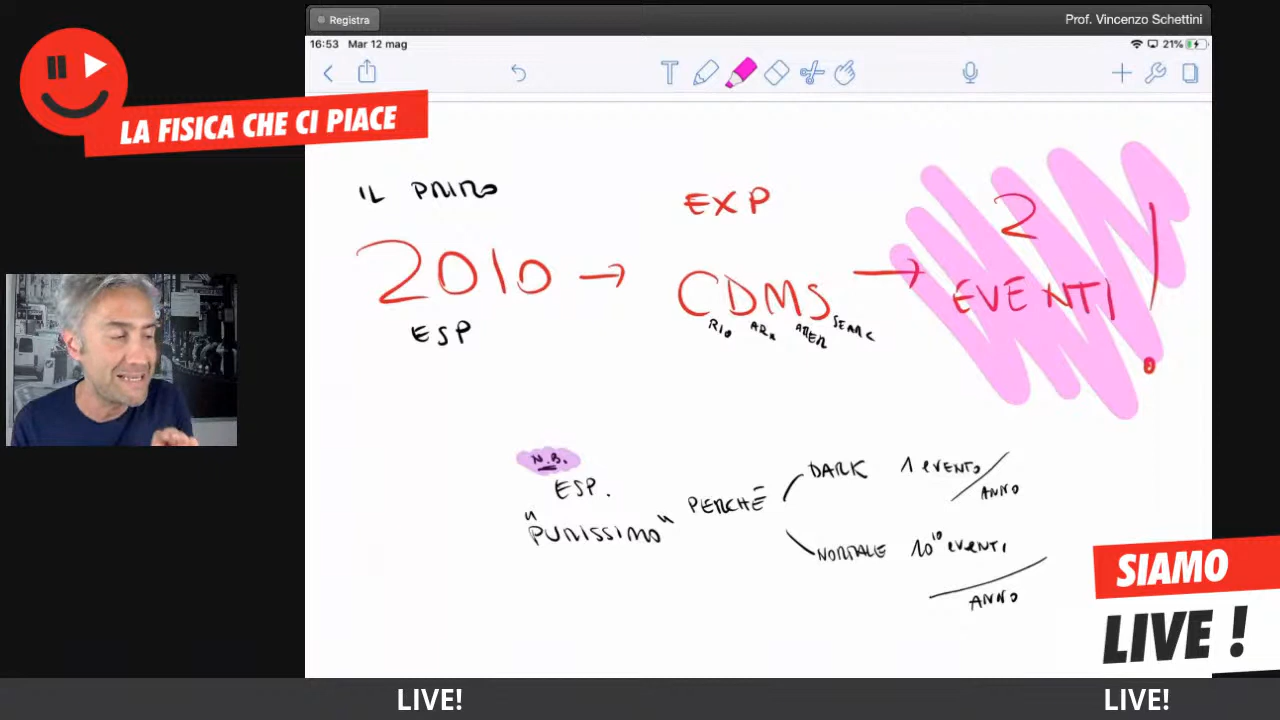 Registra
Prof. Vincenzo Schettini
16:53 Mar 12 mag
21%
T
LA FISICA CHE CI PIACE
IL PRIMO
EXP
2
2010 → CDMS → EVENTI
ESP
RIO
N.B.
ESP.
"PURISSIMO" PERCHÉ
DARK 1 EVENTO / ANNO
NORMALE 10¹⁰ EVENTI / ANNO
SIAMO
LIVE !
LIVE!
LIVE!